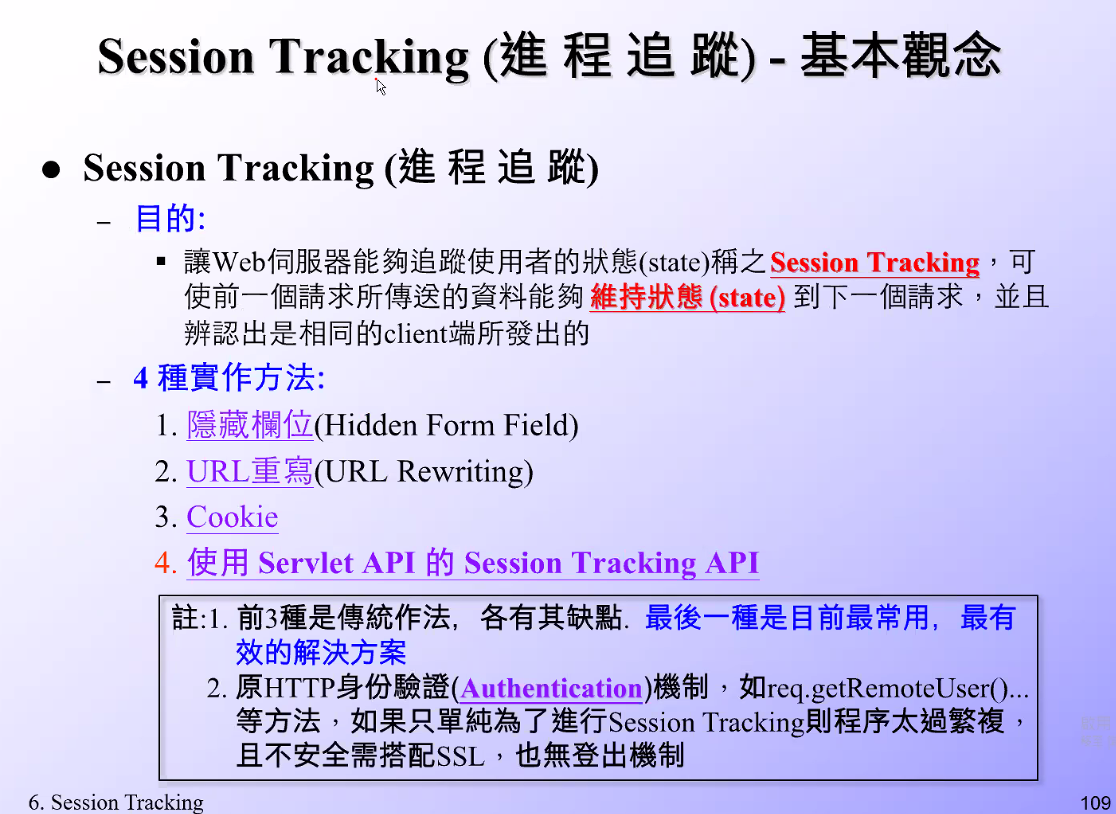 Session Tracking (進 程 追 蹤) - 基本觀念
● Session Tracking (進 程 追 蹤)
– 目的:
▪ 讓Web伺服器能夠追蹤使用者的狀態(state)稱之Session Tracking，可
使前一個請求所傳送的資料能夠 維持狀態 (state) 到下一個請求，並且
辨認出是相同的client端所發出的
– 4 種實作方法:
1. 隱藏欄位(Hidden Form Field)
2. URL重寫(URL Rewriting)
3. Cookie
4. 使用 Servlet API 的 Session Tracking API
註:1. 前3種是傳統作法, 各有其缺點. 最後一種是目前最常用, 最有
效的解決方案
2. 原HTTP身份驗證(Authentication)機制，如req.getRemoteUser()...
等方法，如果只單純為了進行Session Tracking則程序太過繁複，
且不安全需搭配SSL，也無登出機制
6. Session Tracking
109